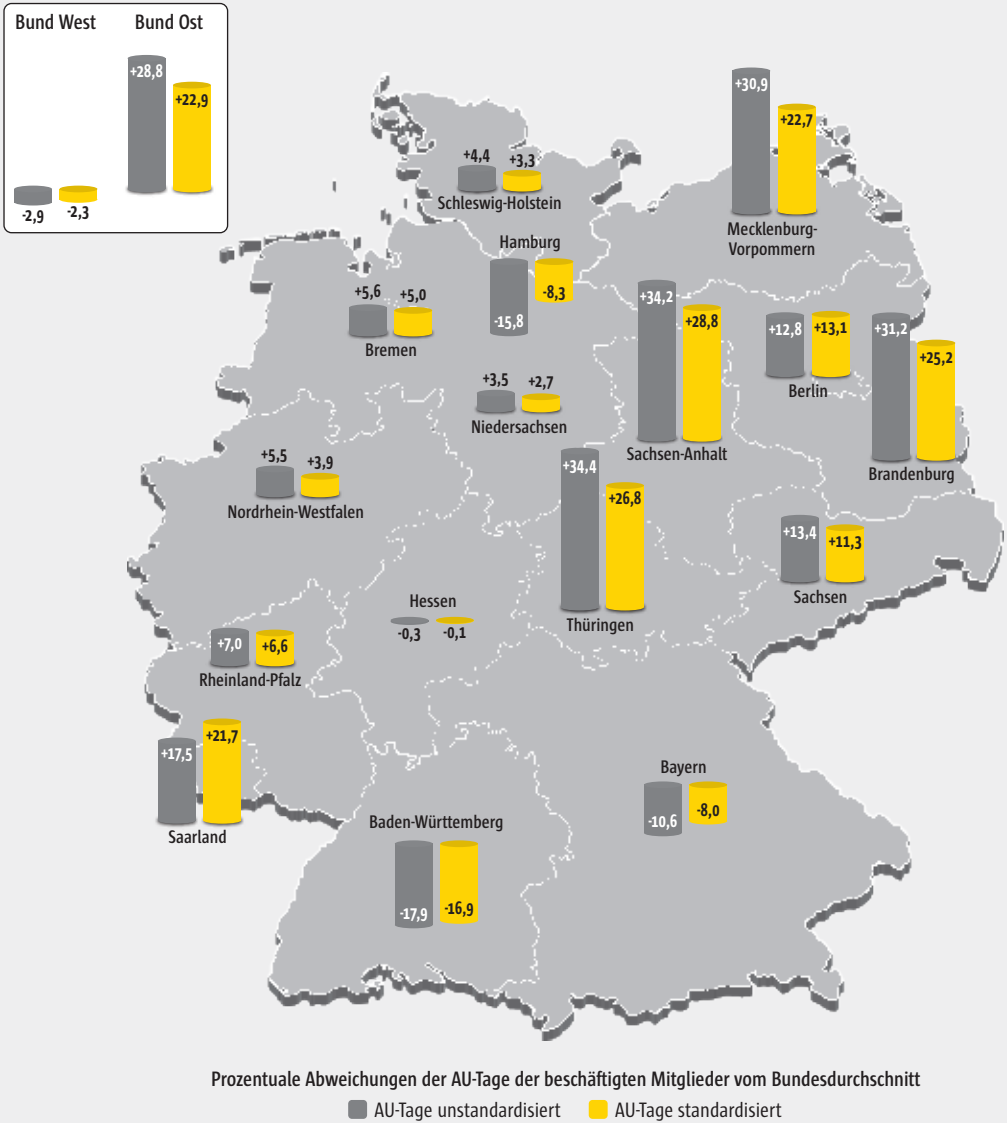 Bund West
Bund Ost
+28,8
+22,9
-2,9
-2,3
+30,9
+22,7
Mecklenburg-
Vorpommern
+4,4
+3,3
Schleswig-Holstein
Hamburg
-15,8
-8,3
+5,6
+5,0
Bremen
+34,2
+28,8
Sachsen-Anhalt
+12,8
+13,1
Berlin
+31,2
+25,2
Brandenburg
+3,5
+2,7
Niedersachsen
+5,5
+3,9
Nordrhein-Westfalen
+34,4
+26,8
Thüringen
+13,4
+11,3
Sachsen
Hessen
-0,3
-0,1
+7,0
+6,6
Rheinland-Pfalz
+17,5
+21,7
Saarland
Bayern
-10,6
-8,0
Baden-Württemberg
-17,9
-16,9
Prozentuale Abweichungen der AU-Tage der beschäftigten Mitglieder vom Bundesdurchschnitt
AU-Tage unstandardisiert
AU-Tage standardisiert